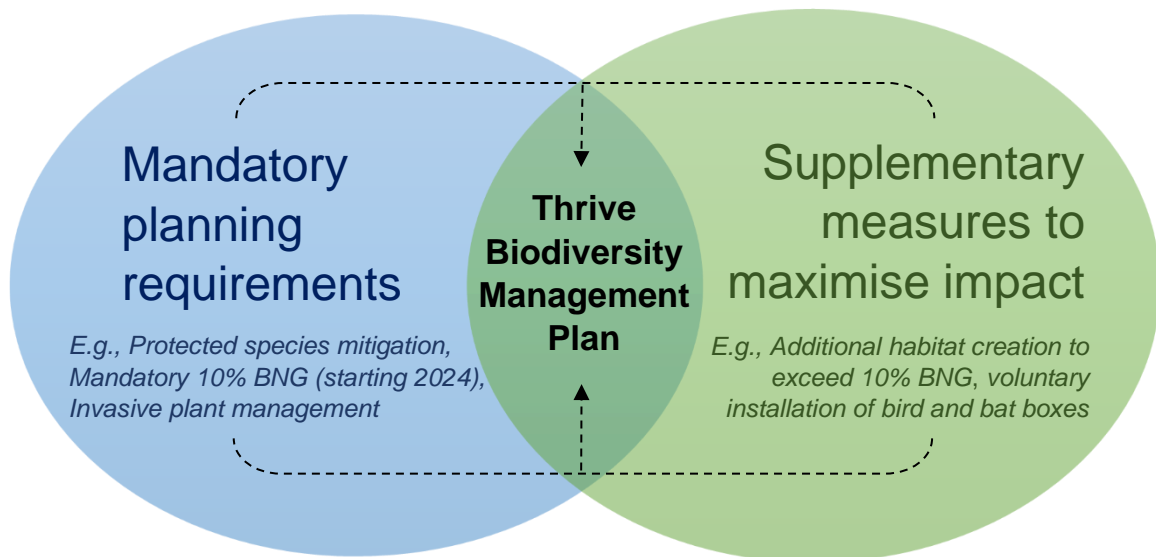 Mandatory
planning
requirements
E.g., Protected species mitigation,
Mandatory 10% BNG (starting 2024),
Invasive plant management
Thrive
Biodiversity
Management
Plan
Supplementary
measures to
maximise impact
E.g., Additional habitat creation to
exceed 10% BNG, voluntary
installation of bird and bat boxes